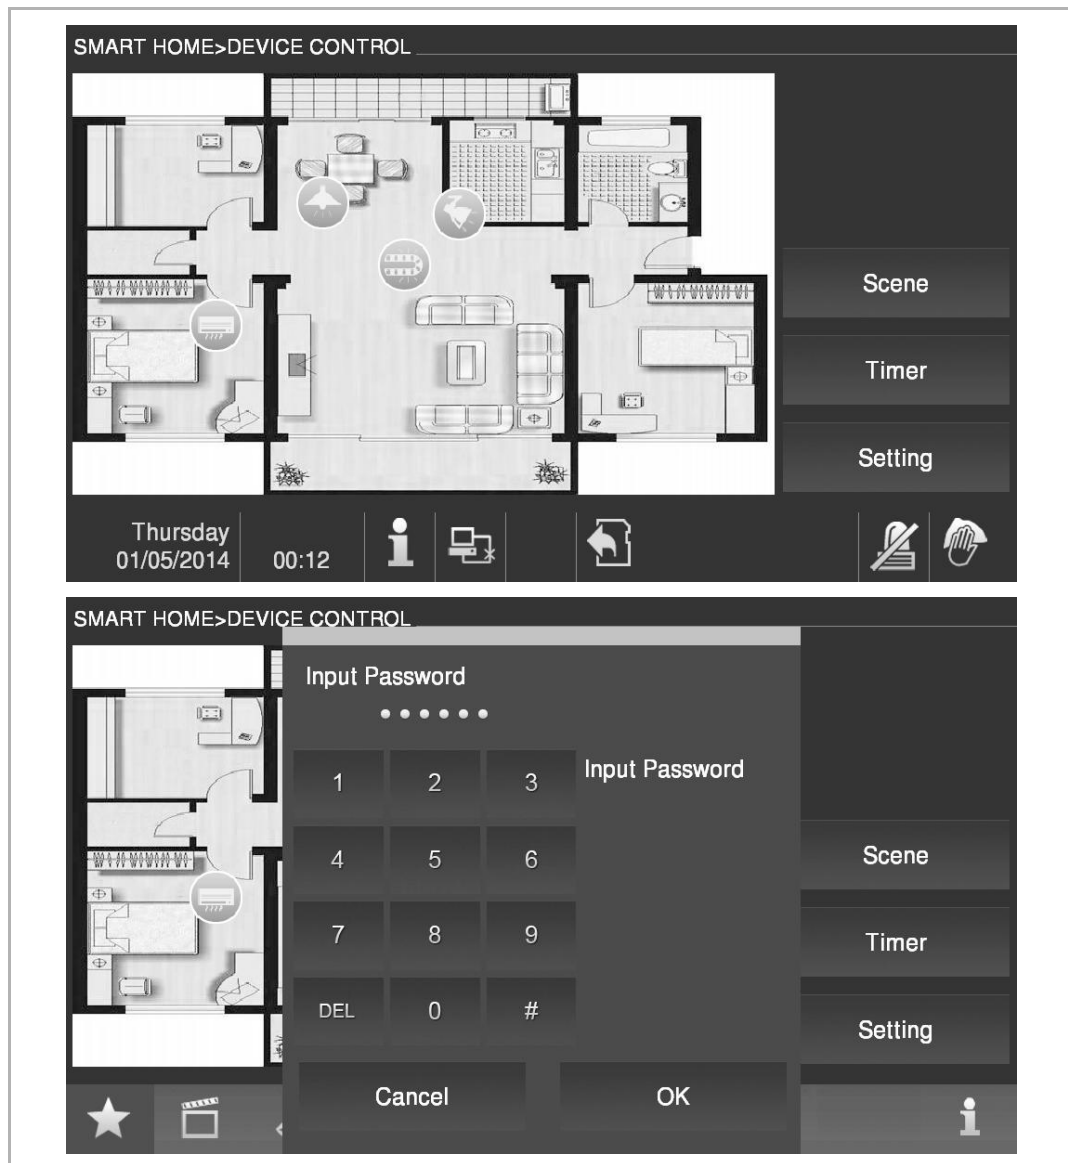 SMART HOME>DEVICE CONTROL
Scene
Timer
Setting
Thursday
01/05/2014
00:12
SMART HOME>DEVICE CONTROL
Input Password
Input Password
1 2 3
4 5 6
7 8 9
DEL 0 #
Cancel OK
Scene
Timer
Setting